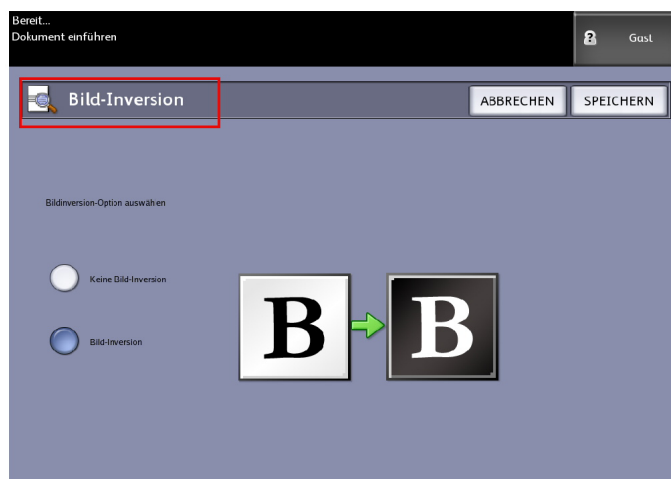 Bereit...
Dokument einführen
Gast
Bild-Inversion
ABBRECHEN
SPEICHERN
Bildinversion-Option auswählen
Keine Bild-Inversion
Bild-Inversion
B B